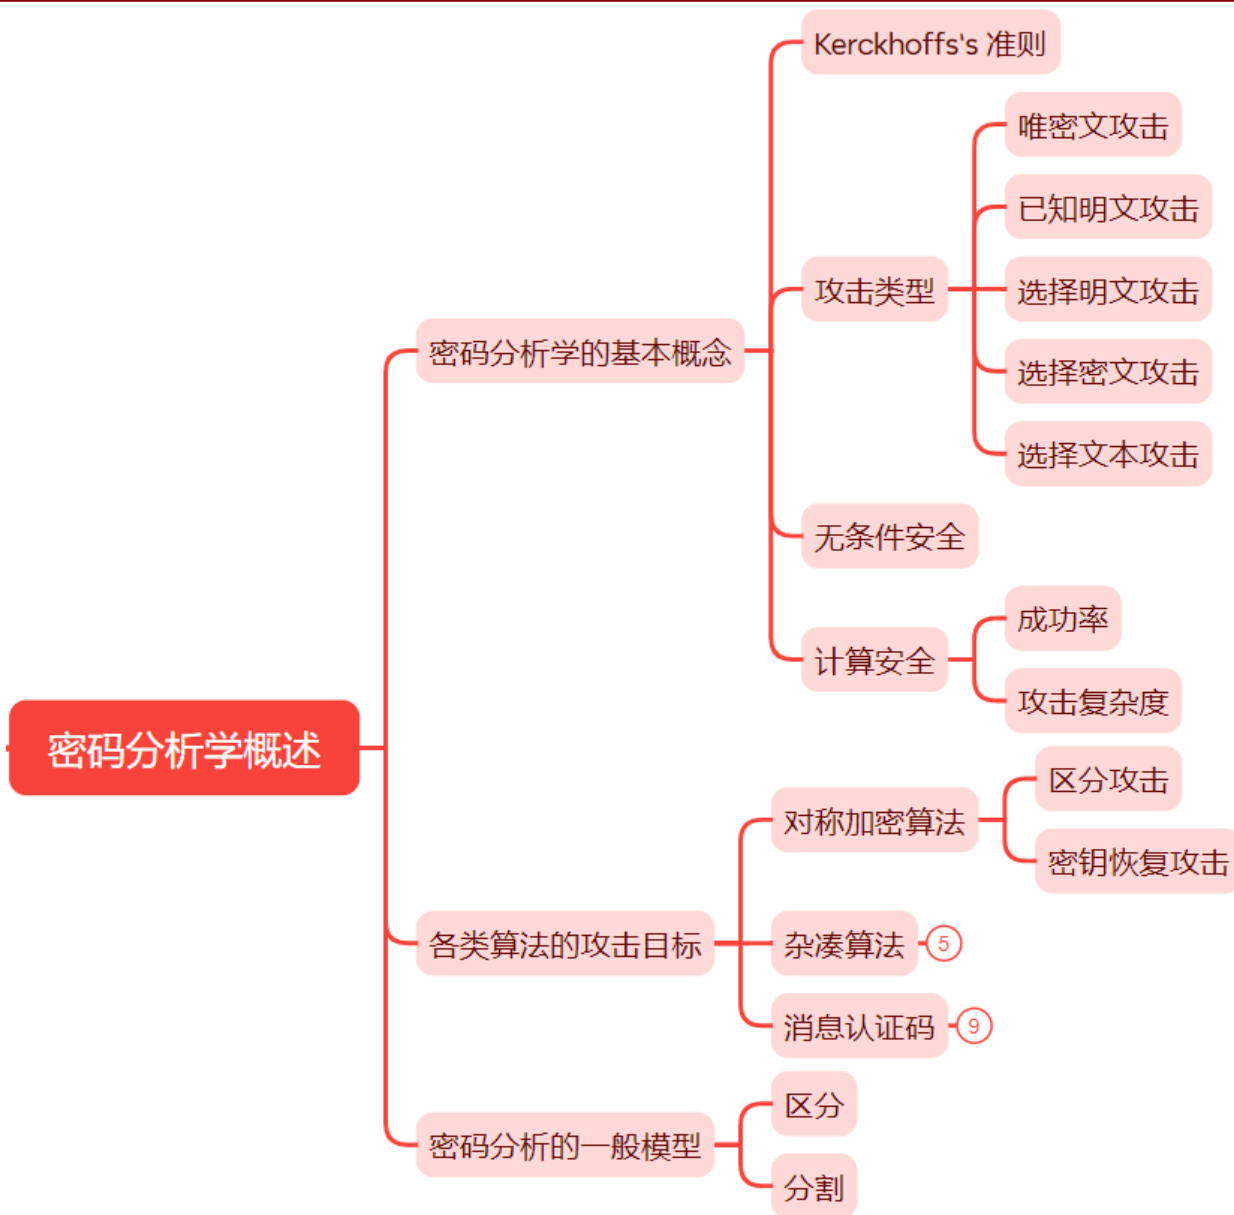 密码分析学概述
密码分析学的基本概念
Kerckhoffs's 准则
攻击类型
唯密文攻击
已知明文攻击
选择明文攻击
选择密文攻击
选择文本攻击
无条件安全
计算安全
成功率
攻击复杂度
各类算法的攻击目标
对称加密算法
区分攻击
密钥恢复攻击
杂凑算法
5
消息认证码
9
密码分析的一般模型
区分
分割